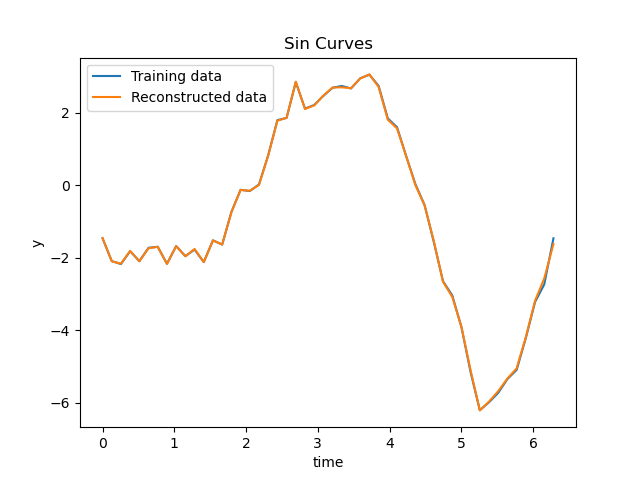 Sin Curves
Training data
Reconstructed data
y
2
0
−2
−4
−6
0 1 2 3 4 5 6
time